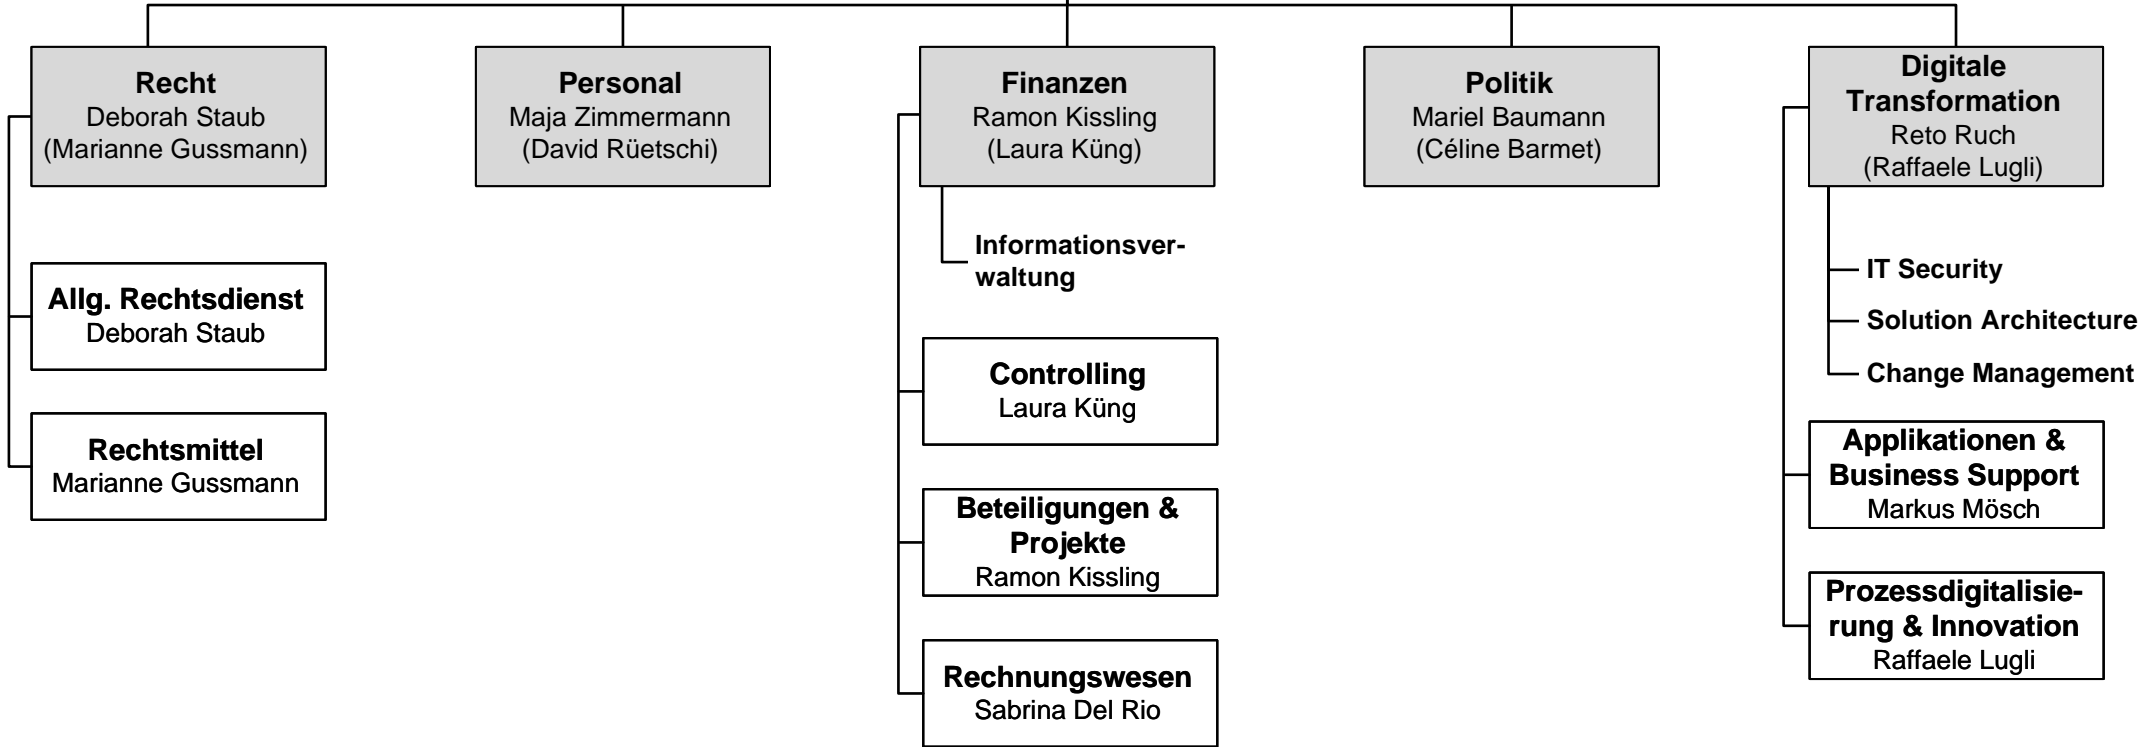 Recht
Deborah Staub
(Marianne Gussmann)
Allg. Rechtsdienst
Deborah Staub
Rechtsmittel
Marianne Gussmann
Personal
Maja Zimmermann
(David Rüetschi)
Finanzen
Ramon Kissling
(Laura Küng)
Informationsver-
waltung
Controlling
Laura Küng
Beteiligungen &
Projekte
Ramon Kissling
Rechnungswesen
Sabrina Del Rio
Politik
Mariel Baumann
(Céline Barmet)
Digitale
Transformation
Reto Ruch
(Raffaele Lugli)
IT Security
Solution Architecture
Change Management
Applikationen &
Business Support
Markus Mösch
Prozessdigitalisie-
rung & Innovation
Raffaele Lugli